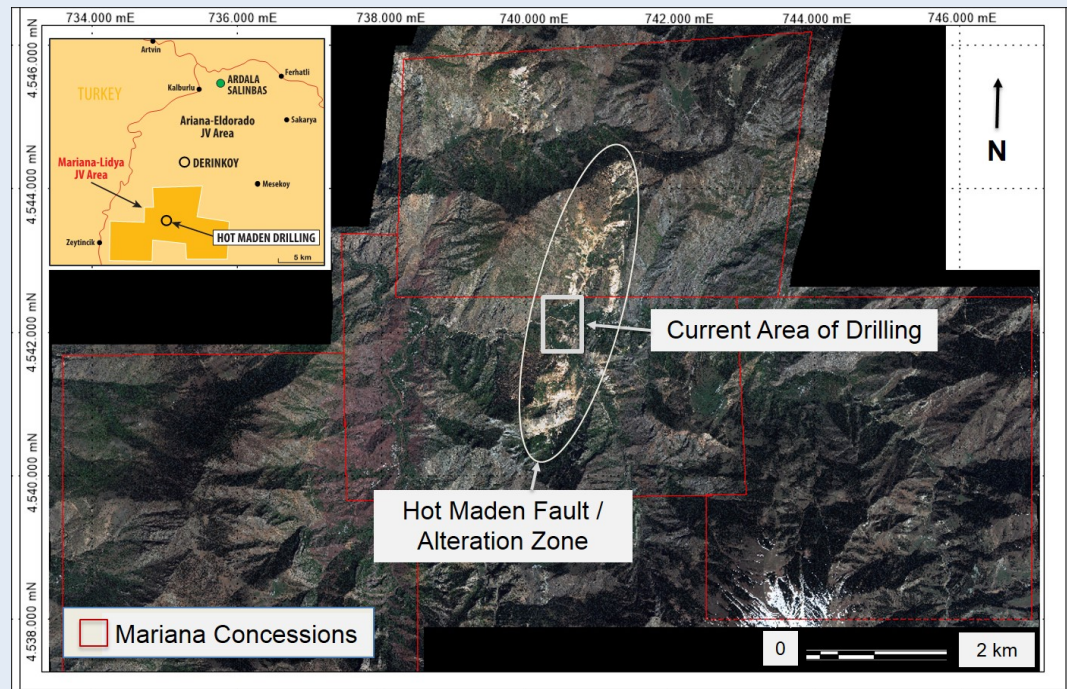 734.000 mE
736.000 mE
738.000 mE
740.000 mE
742.000 mE
744.000 mE
746.000 mE
4.546.000 mN
4.544.000 mN
4.542.000 mN
4.540.000 mN
4.538.000 mN
Artvin
Ferhatli
ARDALA
SALINBAS
Kalburlu
TURKEY
Ariana-Eldorado
JV Area
Sakarya
Mariana-Lidya
JV Area
DERINKOY
Mesekoy
HOT MADEN DRILLING
Zeytincik
5 km
N
Current Area of Drilling
Hot Maden Fault /
Alteration Zone
Mariana Concessions
0
2 km